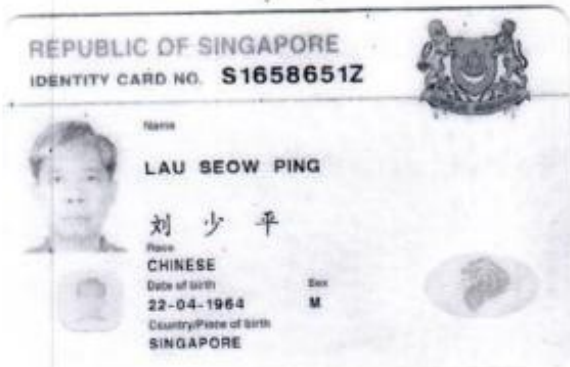 REPUBLIC OF SINGAPORE
IDENTITY CARD NO. S1658651Z
Name
LAU SEOW PING
刘 少 平
Race
CHINESE
Date of birth Sex
22-04-1964 M
Country/Place of birth
SINGAPORE